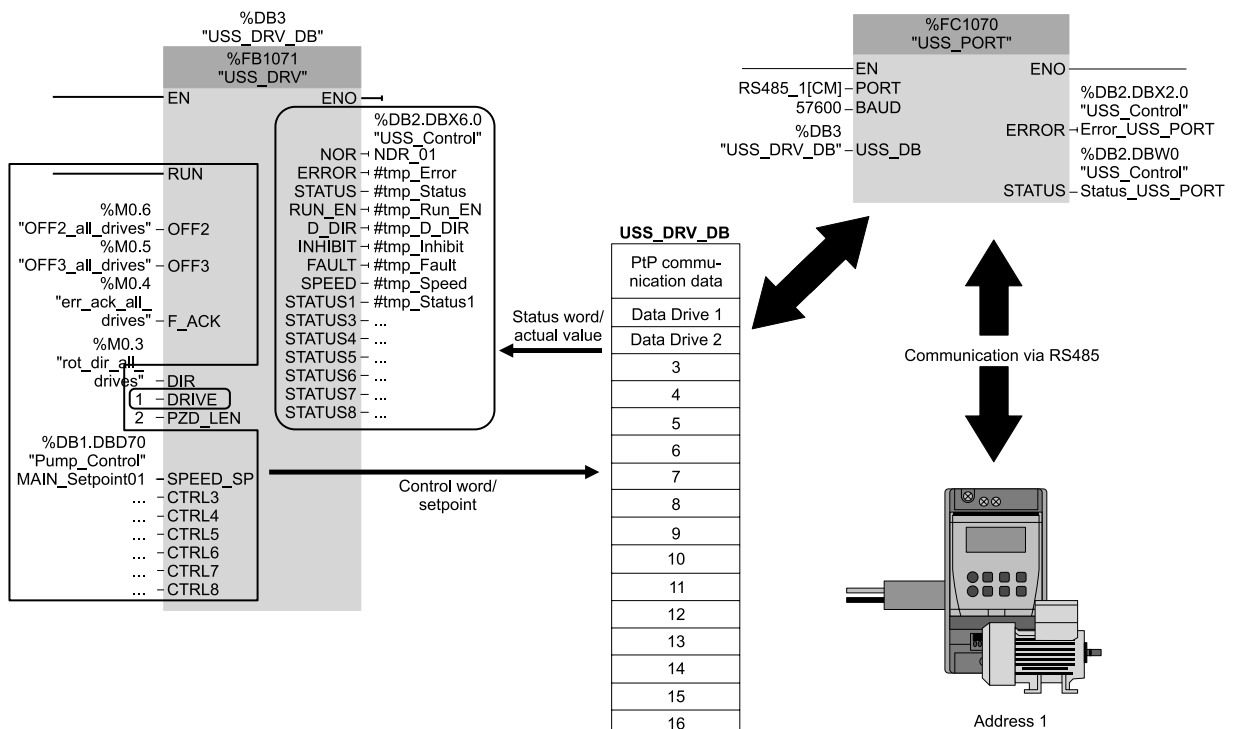 %DB3
"USS_DRV_DB"
%FB1071
"USS_DRV"
EN
ENO
%DB2.DBX6.0
"USS_Control"
NOR
NDR_01
ERROR
#tmp_Error
STATUS
#tmp_Status
RUN_EN
#tmp_Run_EN
D_DIR
#tmp_D_DIR
INHIBIT
#tmp_Inhibit
FAULT
#tmp_Fault
SPEED
#tmp_Speed
STATUS1
#tmp_Status1
STATUS3
...
STATUS4
...
STATUS5
...
STATUS6
...
STATUS7
...
STATUS8
...
RUN
%M0.6
"OFF2_all_drives"
OFF2
%M0.5
"OFF3_all_drives"
OFF3
%M0.4
"err_ack_all_
drives"
F_ACK
%M0.3
"rot_dir_all_
drives"
DIR
1
DRIVE
2
PZD_LEN
%DB1.DBD70
"Pump_Control"
MAIN_Setpoint01
SPEED_SP
...
CTRL3
...
CTRL4
...
CTRL5
...
CTRL6
...
CTRL7
...
CTRL8
Status word/
actual value
Control word/
setpoint
USS_DRV_DB
PtP commu-
nication data
Data Drive 1
Data Drive 2
3
4
5
6
7
8
9
10
11
12
13
14
15
16
%FC1070
"USS_PORT"
EN
ENO
RS485_1[CM]
PORT
57600
BAUD
%DB3
"USS_DRV_DB"
USS_DB
%DB2.DBX2.0
"USS_Control"
ERROR
Error_USS_PORT
%DB2.DBW0
"USS_Control"
STATUS
Status_USS_PORT
Communication via RS485
Address 1